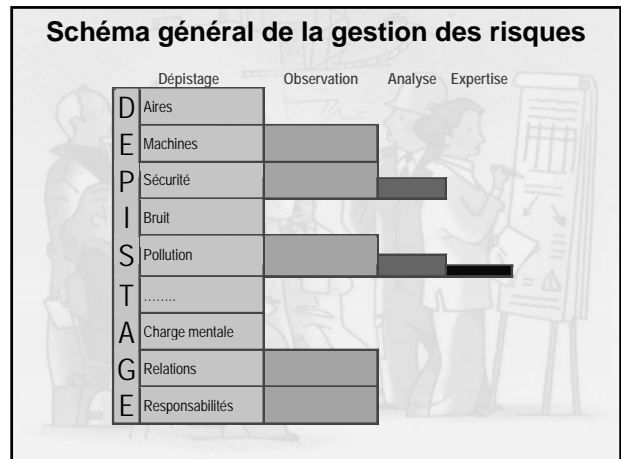 Schéma général de la gestion des risques
Dépistage Observation Analyse Expertise
D Aires
E Machines
P Sécurité
I Bruit
S Pollution
T ........
A Charge mentale
G Relations
E Responsabilités